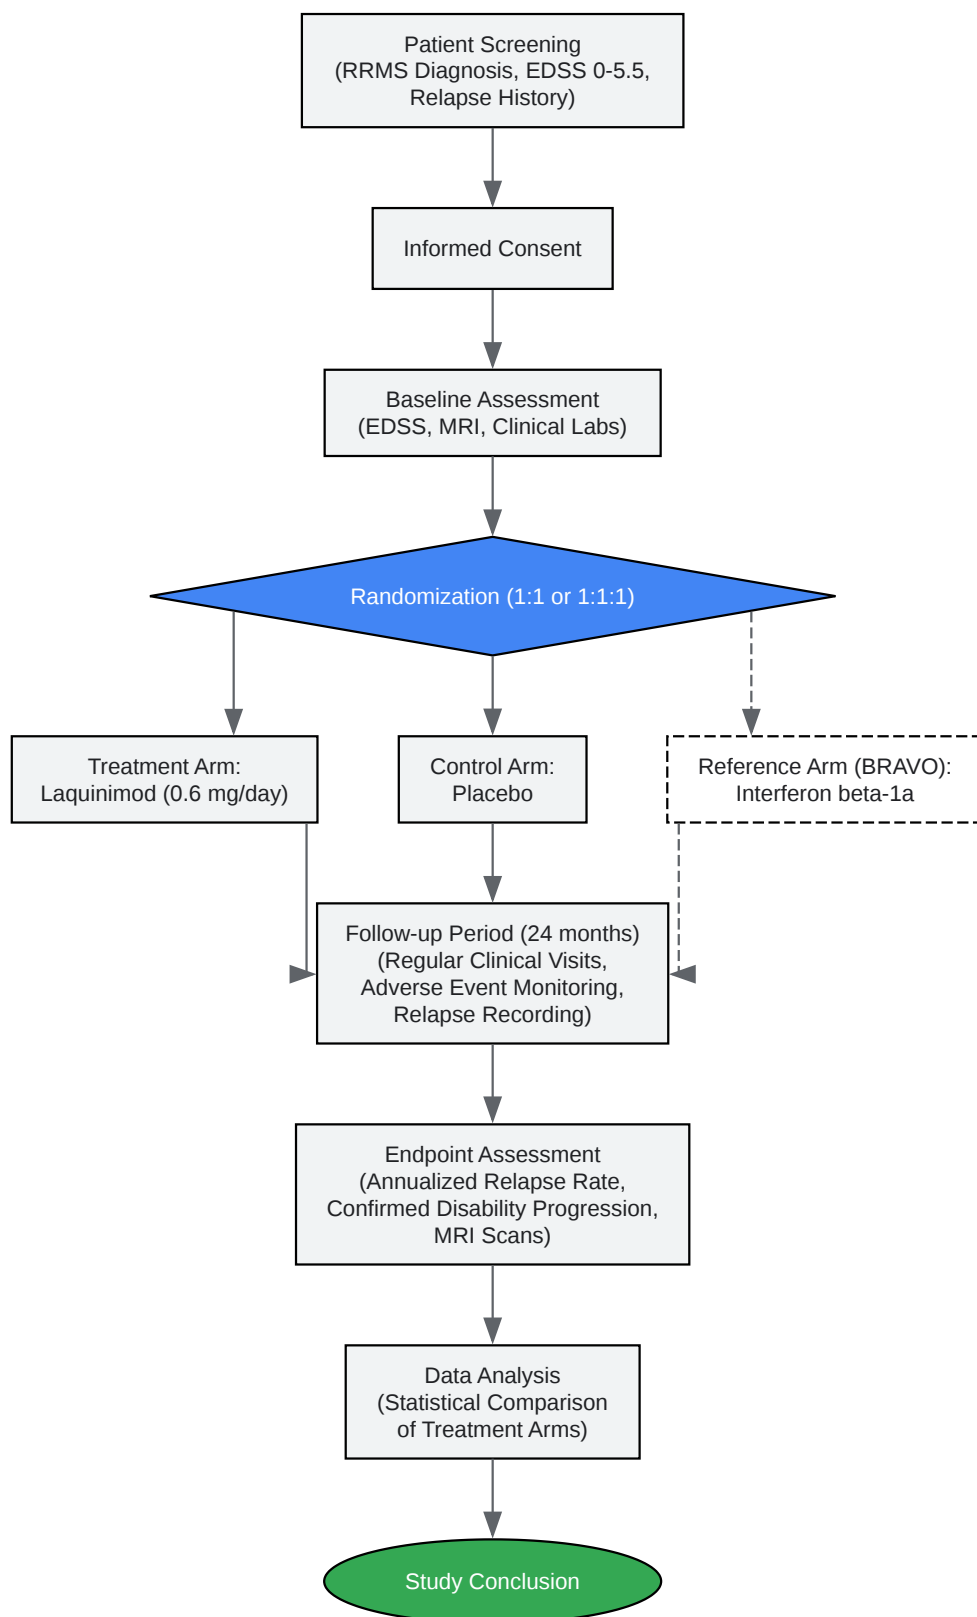 Patient Screening
(RRMS Diagnosis, EDSS 0-5.5,
Relapse History)
Informed Consent
Baseline Assessment
(EDSS, MRI, Clinical Labs)
Randomization (1:1 or 1:1:1)
Treatment Arm:
Laquinimod (0.6 mg/day)
Control Arm:
Placebo
Reference Arm (BRAVO):
Interferon beta-1a
Follow-up Period (24 months)
(Regular Clinical Visits,
Adverse Event Monitoring,
Relapse Recording)
Endpoint Assessment
(Annualized Relapse Rate,
Confirmed Disability Progression,
MRI Scans)
Data Analysis
(Statistical Comparison
of Treatment Arms)
Study Conclusion